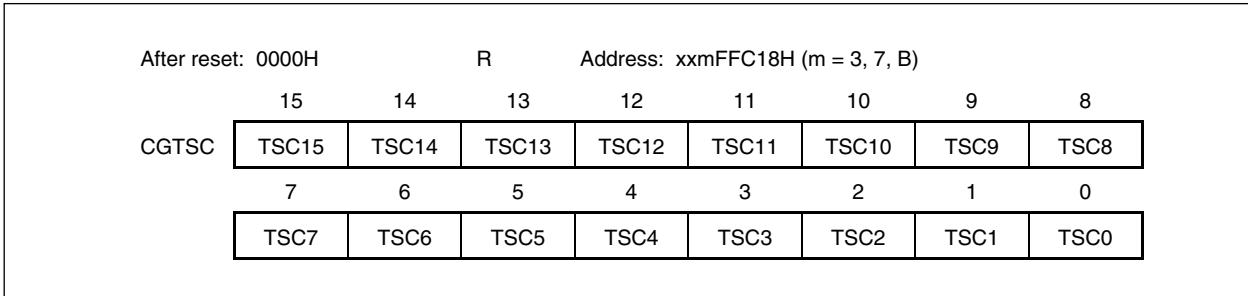 After reset: 0000H R Address: xxmFFC18H (m = 3, 7, B)
15 14 13 12 11 10 9 8
CGTSC TSC15 TSC14 TSC13 TSC12 TSC11 TSC10 TSC9 TSC8
7 6 5 4 3 2 1 0
TSC7 TSC6 TSC5 TSC4 TSC3 TSC2 TSC1 TSC0